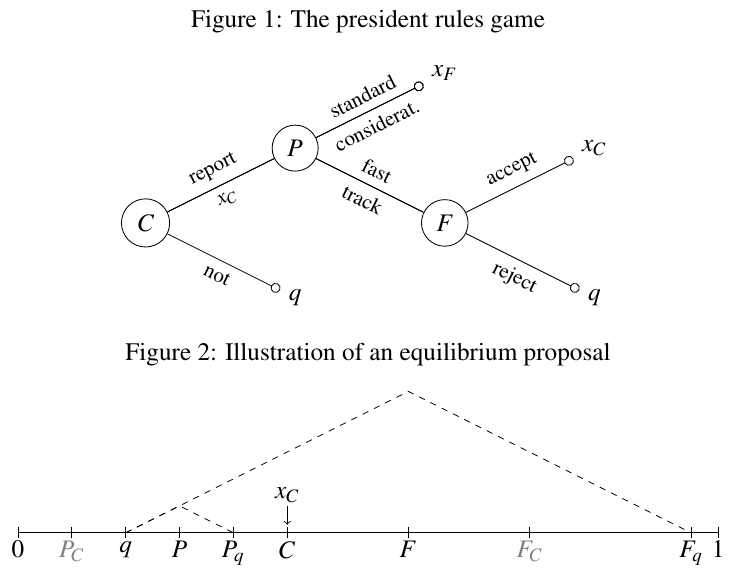 Figure 1: The president rules game
x_F
standard
considerat.
P
x_C
report
x_C
fast
track
accept
C
F
not
reject
q
q
Figure 2: Illustration of an equilibrium proposal
x_C
0 P_C q P P_q C F F_C F_q 1